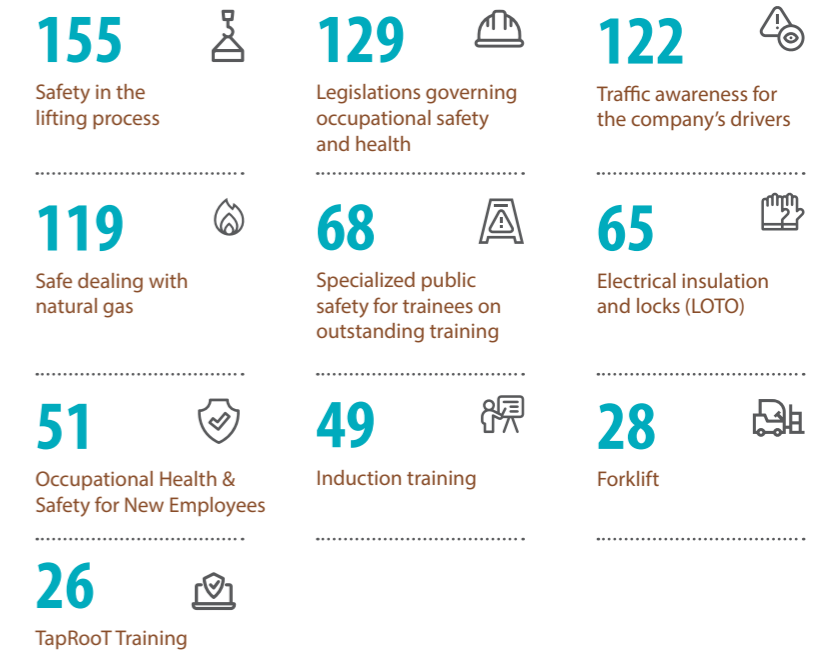 155
Safety in the
lifting process
129
Legislations governing
occupational safety
and health
122
Traffic awareness for
the company's drivers
119
Safe dealing with
natural gas
68
Specialized public
safety for trainees on
outstanding training
65
Electrical insulation
and locks (LOTO)
51
Occupational Health &
Safety for New Employees
49
Induction training
28
Forklift
26
TapRooT Training